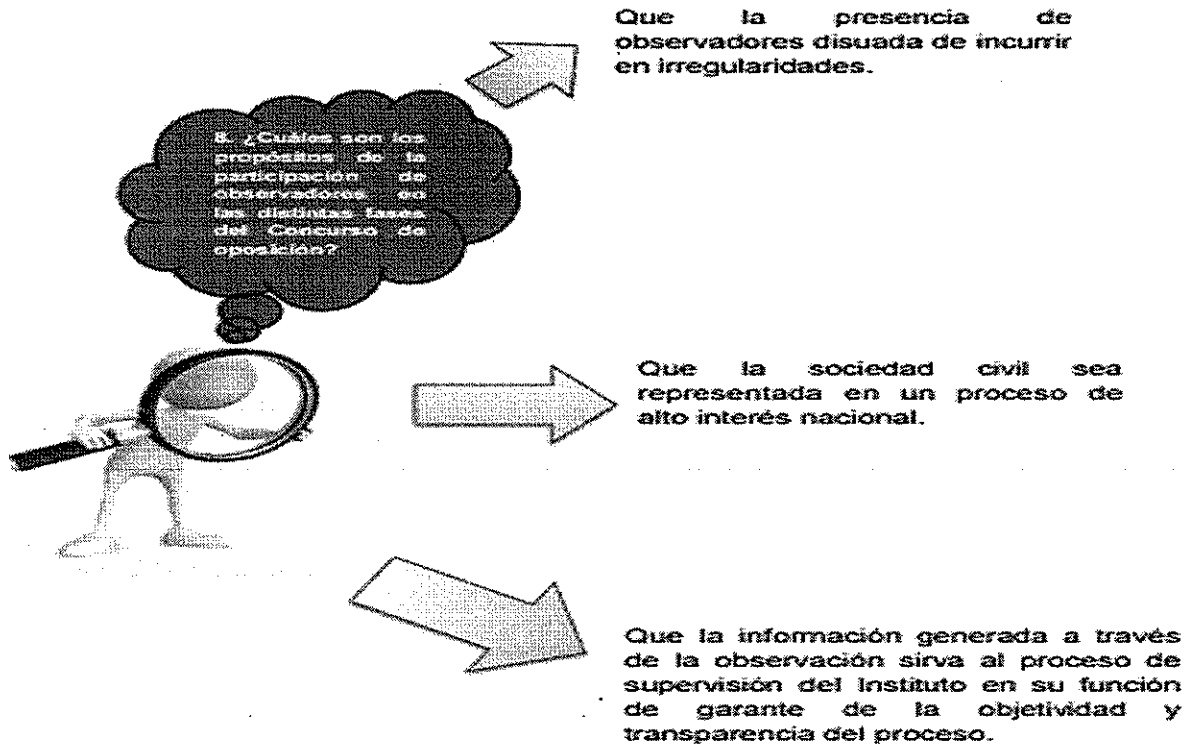 Que la presencia de
observadores disuada de incurrir
en irregularidades.
8. ¿Cuáles son los
propósitos de la
participación de
observadores en
las distintas fases
del Concurso de
oposición?
Que la sociedad civil sea
representada en un proceso de
alto interés nacional.
Que la información generada a través
de la observación sirva al proceso de
supervisión del Instituto en su función
de garante de la objetividad y
transparencia del proceso.